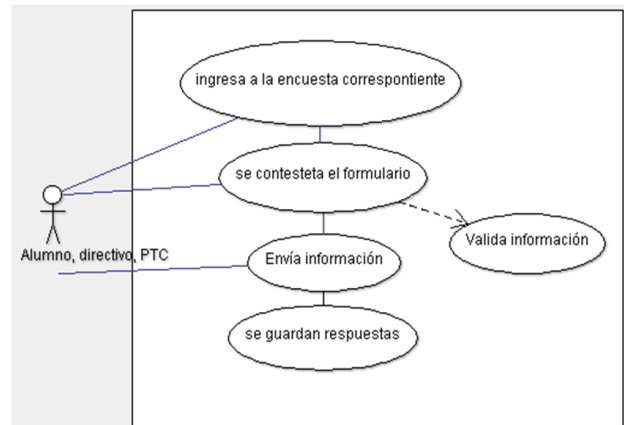 ingresa a la encuesta correspontiente
se contesteta el formulario
Alumno, directivo, PTC
Valida información
Envía información
se guardan respuestas